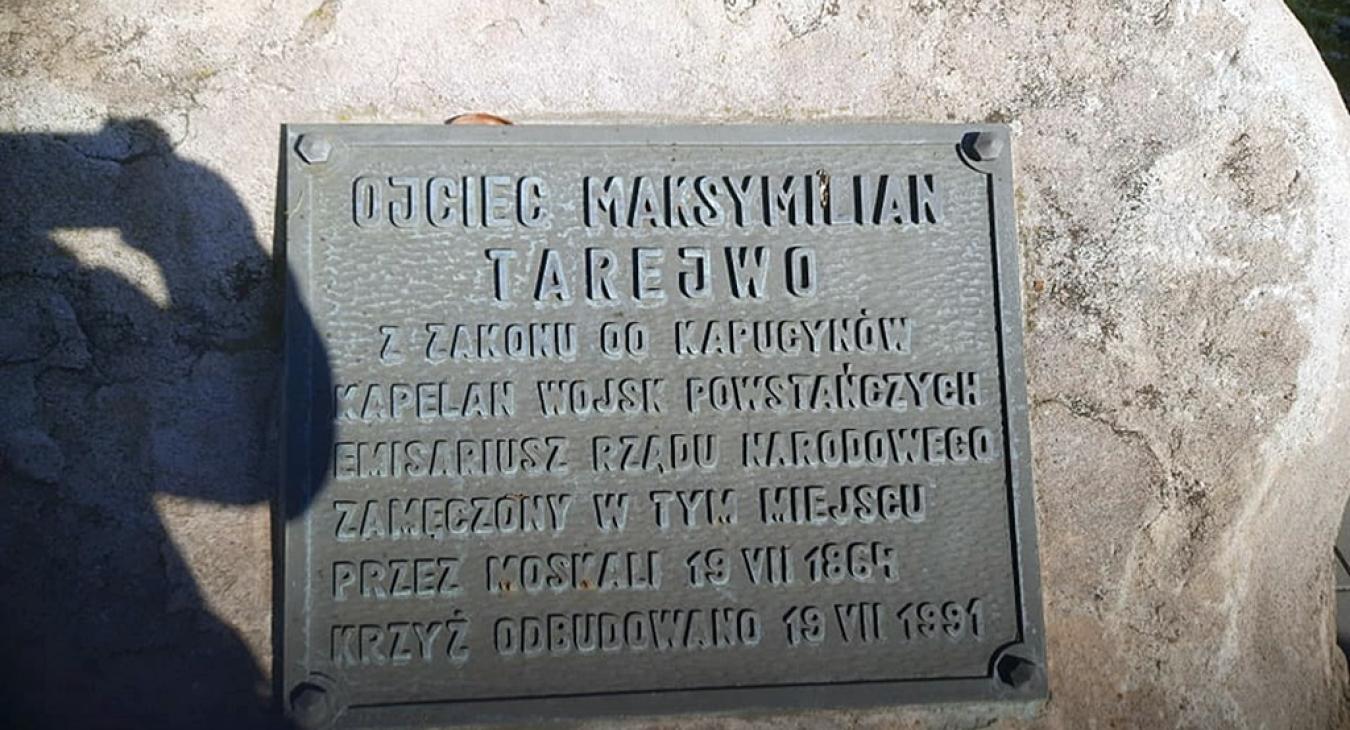 OJCIEC MAKSYMILIAN
TAREJWO
Z ZAKONU OO KAPUCYNÓW
KAPELAN WOJSK POWSTAŃCZYCH
EMISARIUSZ RZĄDU NARODOWEGO
ZAMĘCZONY W TYM MIEJSCU
PRZEZ MOSKALI 19 VII 1864
KRZYŻ ODBUDOWANO 19 VII 1991